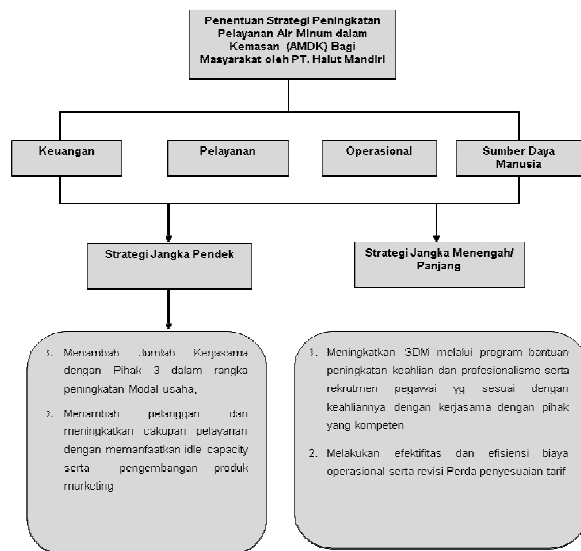 Penentuan Strategi Peningkatan
Pelayanan Air Minum dalam
Kemasan (AMDK) Bagi
Masyarakat oleh PT. Halut Mandiri
Keuangan
Pelayanan
Operasional
Sumber Daya
Manusia
Strategi Jangka Pendek
Strategi Jangka Menengah/
Panjang
1. Menambah Jumlah Kerjasama
dengan Pihak 3 dalam rangka
peningkatan Modal usaha,
2. Menambah pelanggan dan
meningkatkan cakupan pelayanan
dengan memanfaatkan idle capacity
serta pengembangan produk
marketing
1. Meningkatkan SDM melalui program bantuan
peningkatan keahlian dan profesionalisme serta
rekrutmen pegawai yg sesuai dengan
keahliannya dengan kerjasama dengan pihak
yang kompeten
2. Melakukan efektifitas dan efisiensi biaya
operasional serta revisi Perda penyesuaian tarif